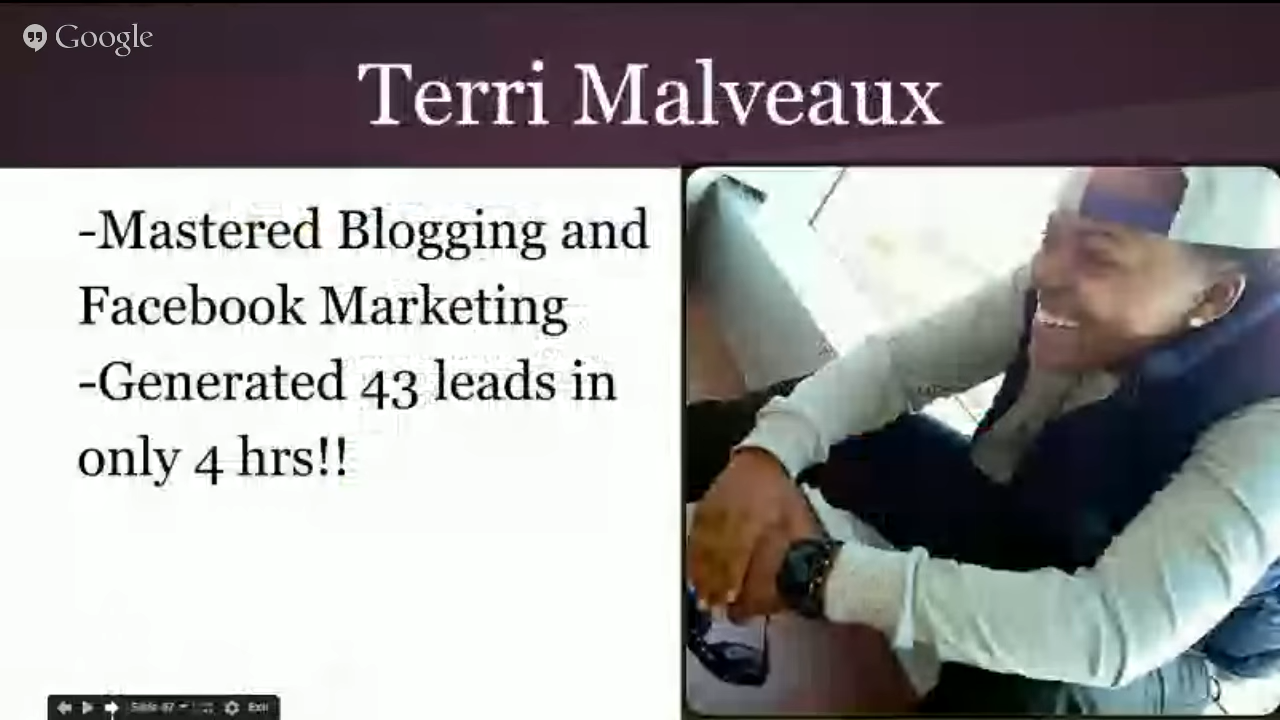 Google
Terri Malveaux
-Mastered Blogging and
Facebook Marketing
-Generated 43 leads in
only 4 hrs!!
Exit